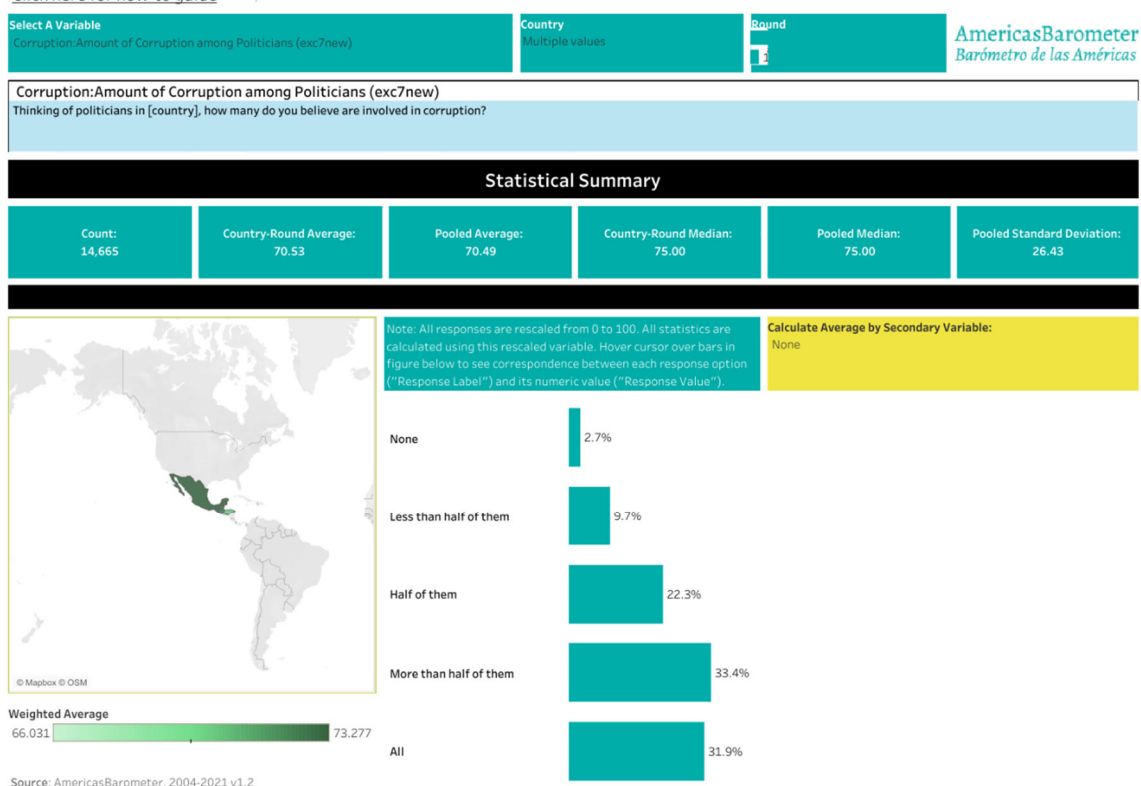 Click here for how-to guide
Select A Variable
Corruption:Amount of Corruption among Politicians (exc7new)
Country
Multiple values
Round
1
AmericasBarometer
Barómetro de las Américas
Corruption:Amount of Corruption among Politicians (exc7new)
Thinking of politicians in [country], how many do you believe are involved in corruption?
Statistical Summary
Count:
14,665
Country-Round Average:
70.53
Pooled Average:
70.49
Country-Round Median:
75.00
Pooled Median:
75.00
Pooled Standard Deviation:
26.43
Note: All responses are rescaled from 0 to 100. All statistics are
calculated using this rescaled variable. Hover cursor over bars in
figure below to see correspondence between each response option
("Response Label") and its numeric value ("Response Value").
Calculate Average by Secondary Variable:
None
None
2.7%
Less than half of them
9.7%
Half of them
22.3%
More than half of them
33.4%
All
31.9%
© Mapbox © OSM
Weighted Average
66.031
73.277
Source: AmericasBarometer, 2004-2021 v1.2